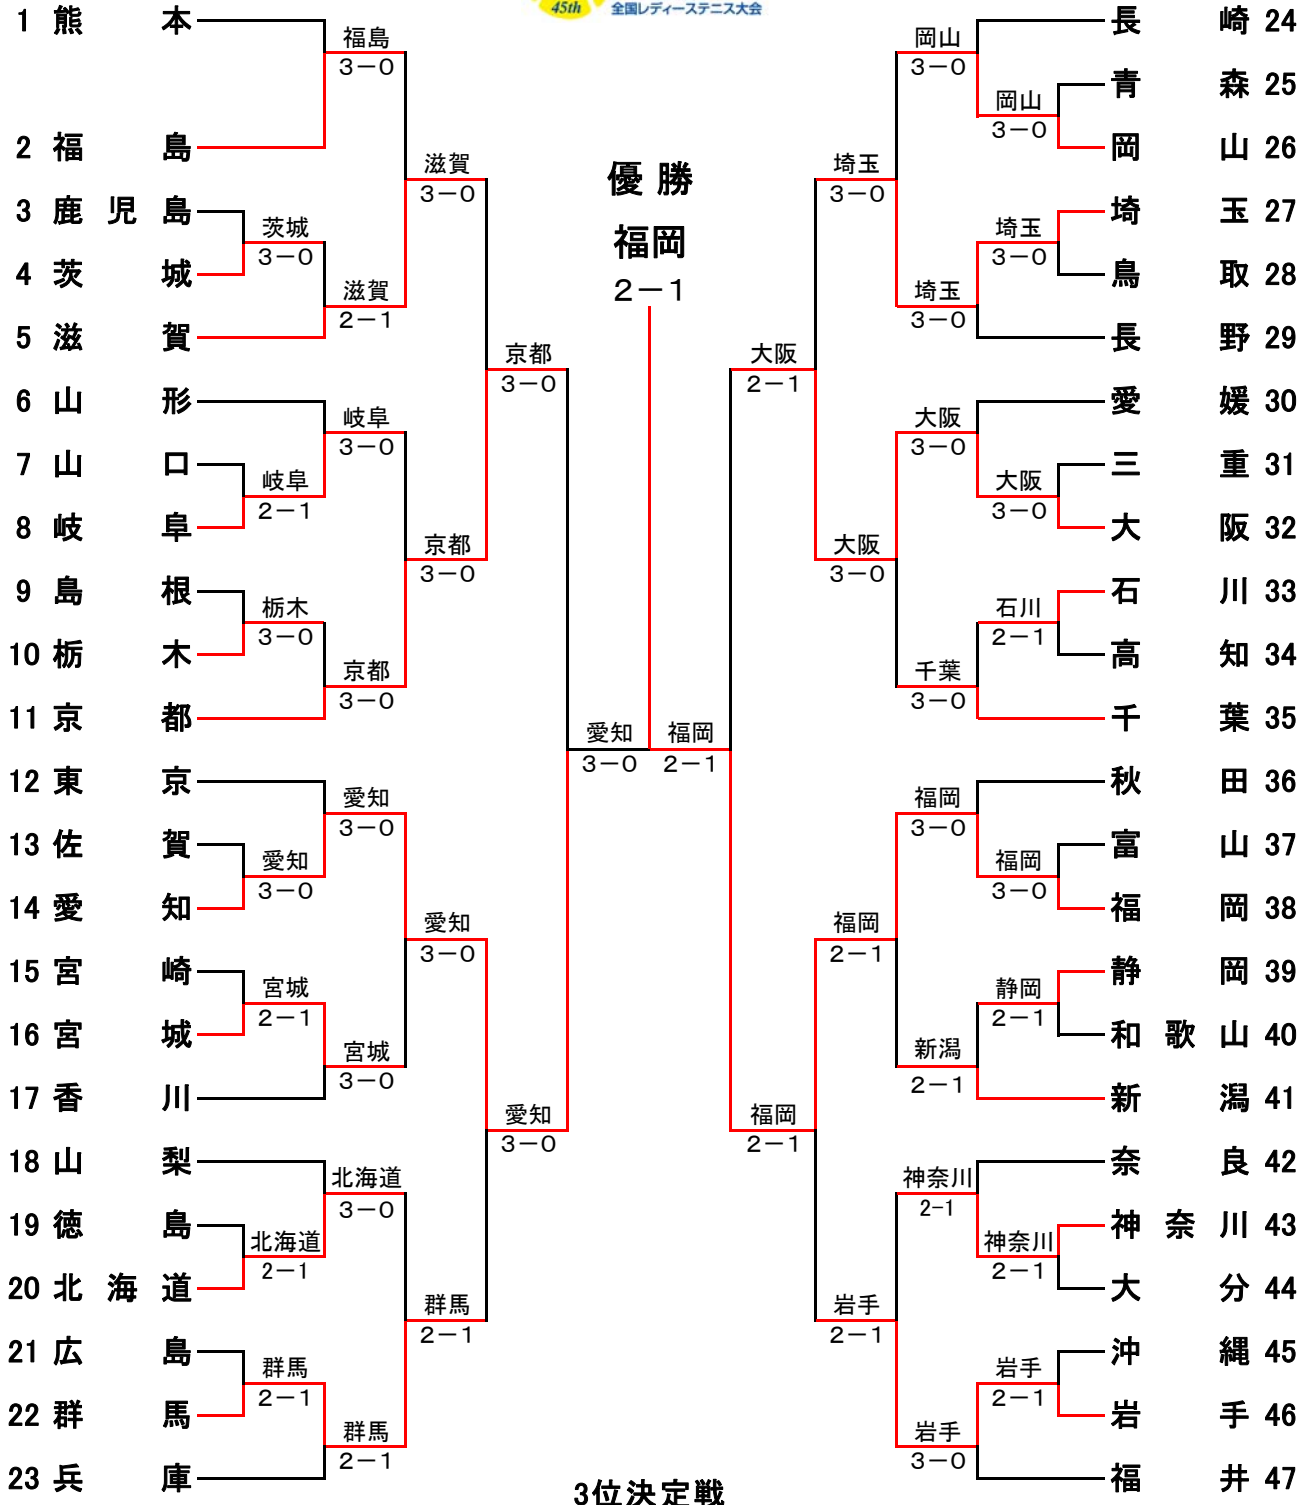 45th
全国レディーステニス大会
優勝
福岡
2－1
1 熊本
2 福島
3 鹿児島
4 茨城
5 滋賀
6 山形
7 山口
8 岐阜
9 島根
10 栃木
11 京都
12 東京
13 佐賀
14 愛知
15 宮崎
16 宮城
17 香川
18 山梨
19 徳島
20 北海道
21 広島
22 群馬
23 兵庫
茨城
3－0
岐阜
2－1
栃木
3－0
愛知
3－0
宮城
2－1
北海道
2－1
群馬
2－1
福島
3－0
滋賀
2－1
岐阜
3－0
京都
3－0
愛知
3－0
宮城
3－0
北海道
3－0
群馬
2－1
滋賀
3－0
京都
3－0
愛知
3－0
群馬
2－1
京都
3－0
愛知
3－0
愛知
3－0
福岡
2－1
大阪
2－1
福岡
2－1
埼玉
3－0
大阪
3－0
福岡
2－1
岩手
2－1
岡山
3－0
埼玉
3－0
大阪
3－0
千葉
3－0
福岡
3－0
新潟
2－1
神奈川
2-1
岩手
3－0
岡山
3－0
埼玉
3－0
大阪
3－0
石川
2－1
福岡
3－0
静岡
2－1
神奈川
2－1
岩手
2－1
長崎 24
青森 25
岡山 26
埼玉 27
鳥取 28
長野 29
愛媛 30
三重 31
大阪 32
石川 33
高知 34
千葉 35
秋田 36
富山 37
福岡 38
静岡 39
和歌山 40
新潟 41
奈良 42
神奈川 43
大分 44
沖縄 45
岩手 46
福井 47
3位決定戦